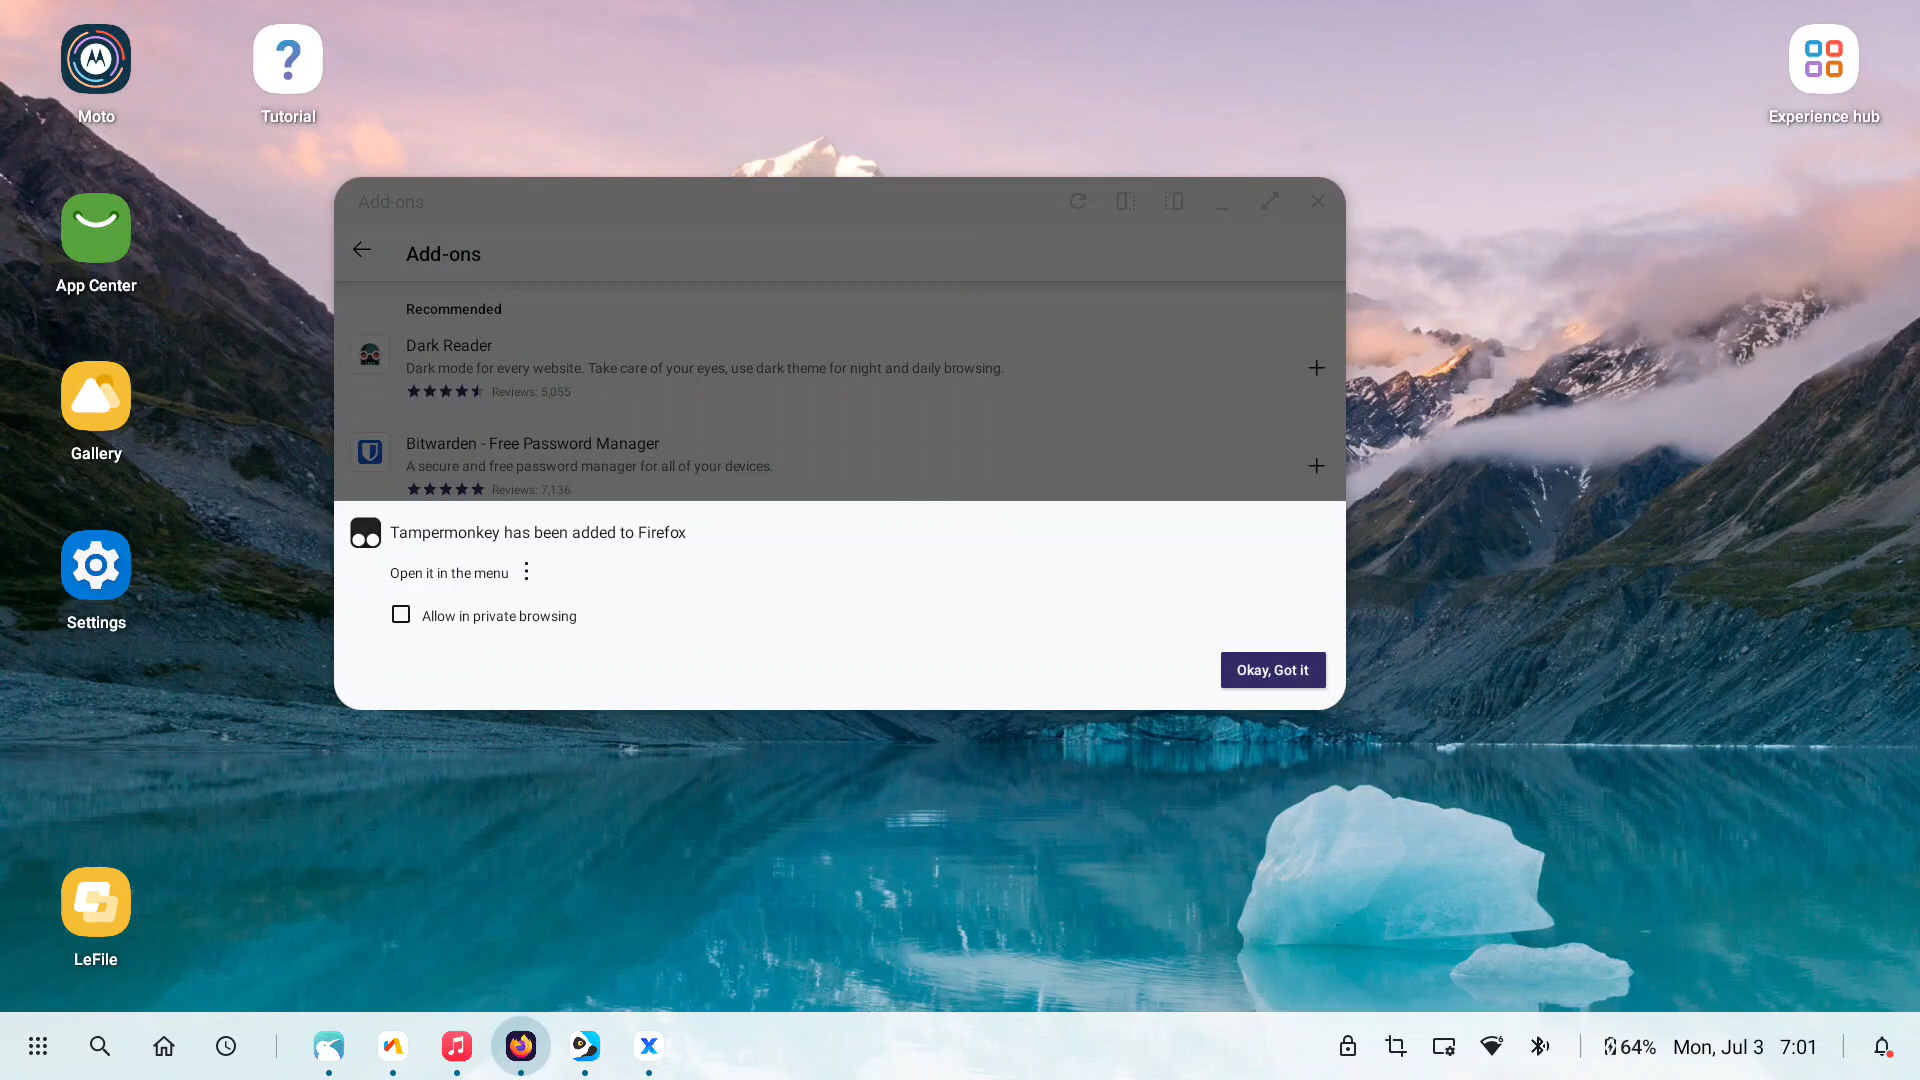 Moto
Tutorial
Experience hub
App Center
Gallery
Settings
LeFile
Add-ons
Add-ons
Recommended
Dark Reader
Dark mode for every website. Take care of your eyes, use dark theme for night and daily browsing.
Reviews: 5,055
Bitwarden - Free Password Manager
A secure and free password manager for all of your devices.
Reviews: 7,136
Tampermonkey has been added to Firefox
Open it in the menu
Allow in private browsing
Okay, Got it
64% Mon, Jul 3 7:01